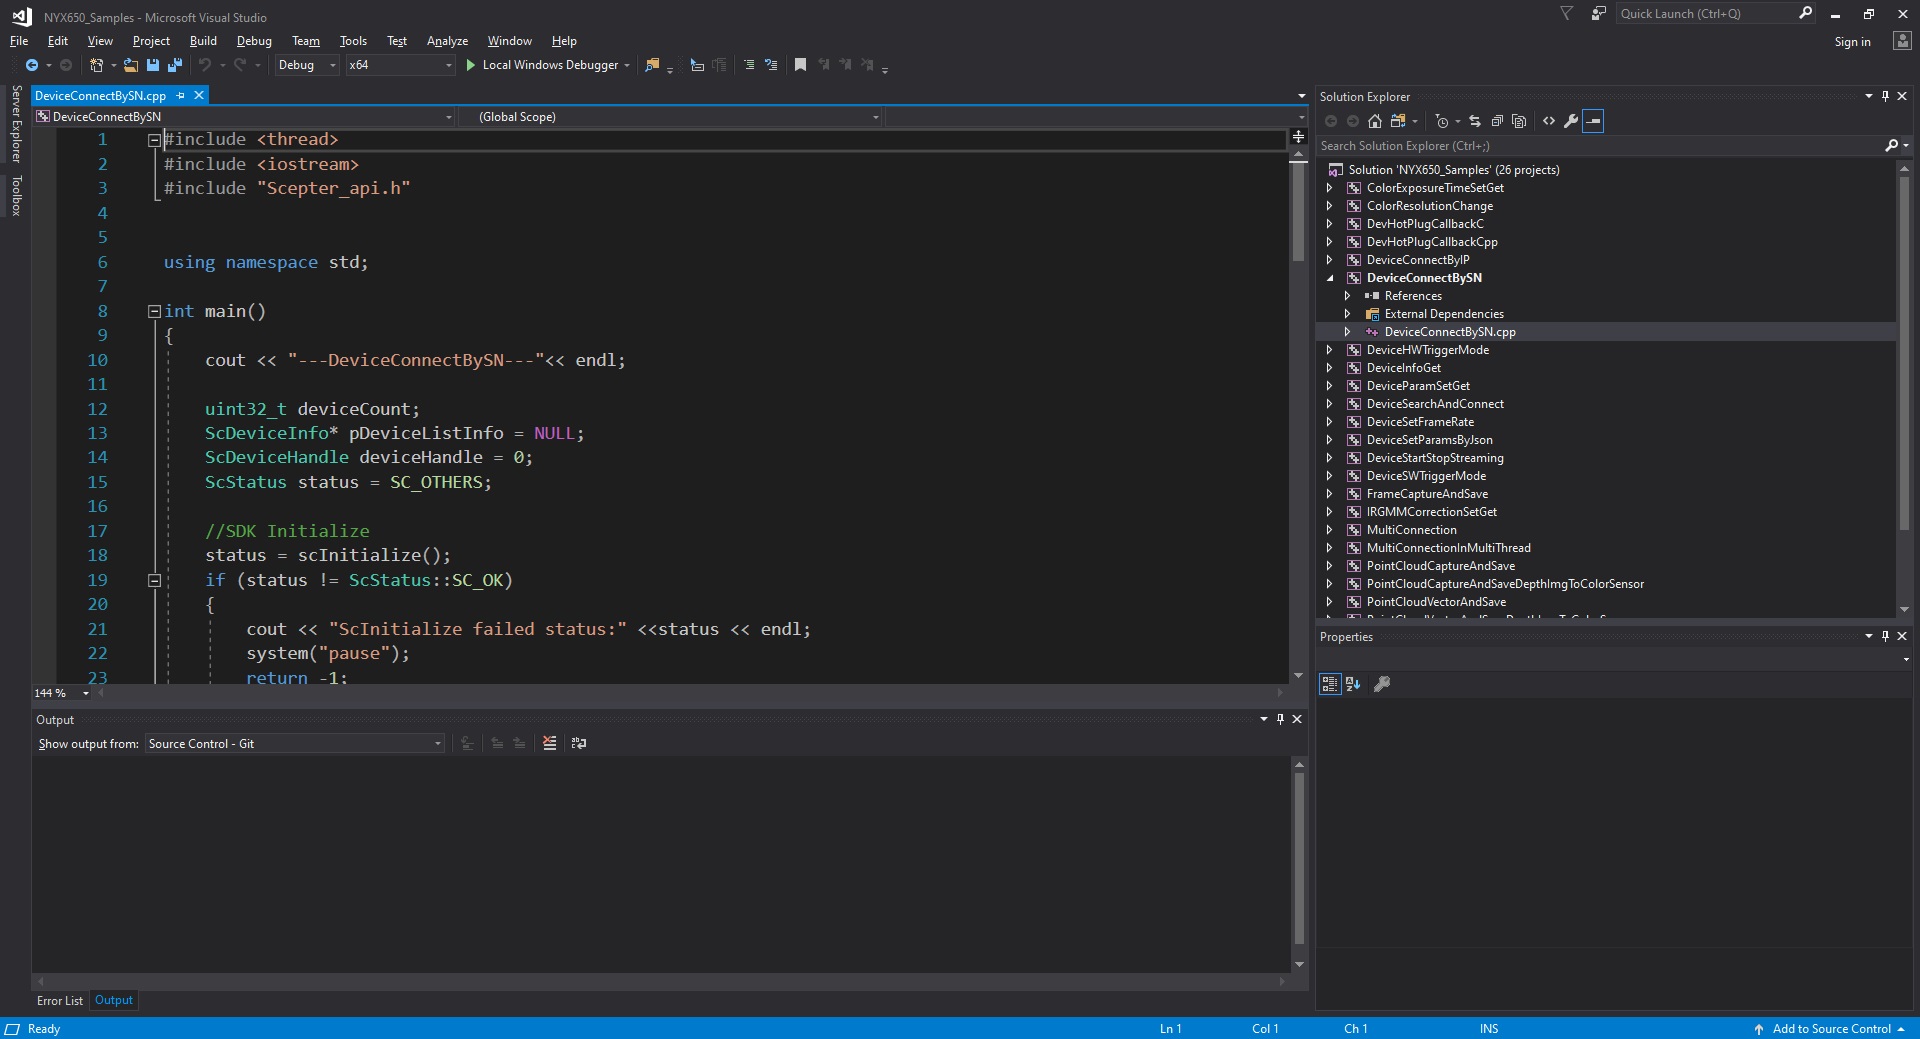 NYX650_Samples - Microsoft Visual Studio
Quick Launch (Ctrl+Q)
File Edit View Project Build Debug Team Tools Test Analyze Window Help
Sign in
Debug x64 Local Windows Debugger
Server Explorer
Toolbox
DeviceConnectBySN.cpp
DeviceConnectBySN (Global Scope)
1 #include <thread>
2 #include <iostream>
3 #include "Scepter_api.h"
4
5
6 using namespace std;
7
8 int main()
9 {
10 cout << "---DeviceConnectBySN---"<< endl;
11
12 uint32_t deviceCount;
13 ScDeviceInfo* pDeviceListInfo = NULL;
14 ScDeviceHandle deviceHandle = 0;
15 ScStatus status = SC_OTHERS;
16
17 //SDK Initialize
18 status = scInitialize();
19 if (status != ScStatus::SC_OK)
20 {
21 cout << "ScInitialize failed status:" <<status << endl;
22 system("pause");
23 return -1;
144 %
Output
Show output from: Source Control - Git
Error List Output
Solution Explorer
Search Solution Explorer (Ctrl+;)
Solution 'NYX650_Samples' (26 projects)
ColorExposureTimeSetGet
ColorResolutionChange
DevHotPlugCallbackC
DevHotPlugCallbackCpp
DeviceConnectByIP
DeviceConnectBySN
References
External Dependencies
DeviceConnectBySN.cpp
DeviceHWTriggerMode
DeviceInfoGet
DeviceParamSetGet
DeviceSearchAndConnect
DeviceSetFrameRate
DeviceSetParamsByJson
DeviceStartStopStreaming
DeviceSWTriggerMode
FrameCaptureAndSave
IRGMMCorrectionSetGet
MultiConnection
MultiConnectionInMultiThread
PointCloudCaptureAndSave
PointCloudCaptureAndSaveDepthImgToColorSensor
PointCloudVectorAndSave
Properties
Ready Ln 1 Col 1 Ch 1 INS Add to Source Control